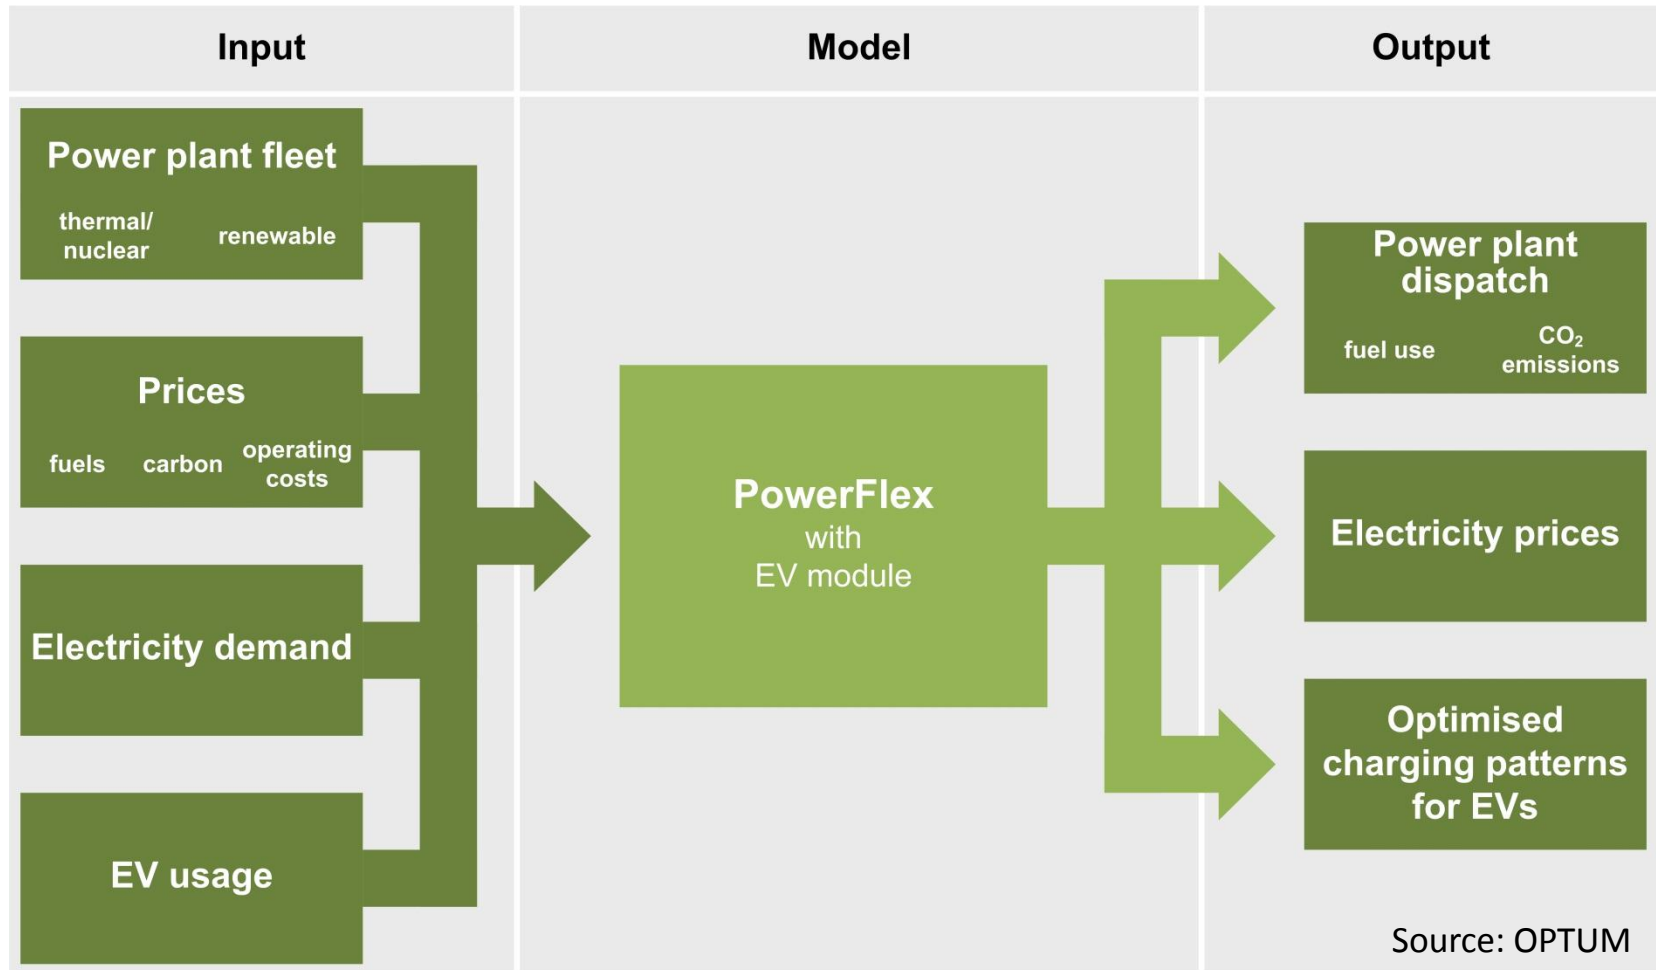 Input
Model
Output
Power plant fleet
thermal/
nuclear
renewable
Prices
fuels
carbon
operating
costs
Electricity demand
EV usage
PowerFlex
with
EV module
Power plant
dispatch
fuel use
CO₂
emissions
Electricity prices
Optimised
charging patterns
for EVs
Source: OPTUM